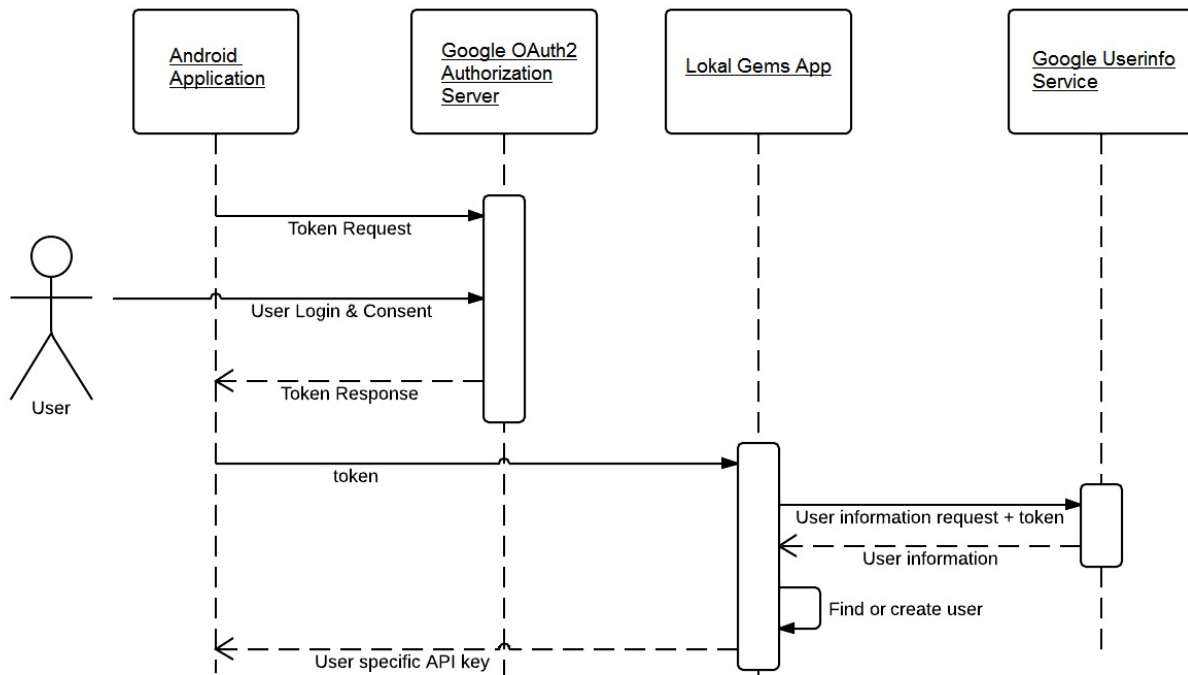 Android
Application
Google OAuth2
Authorization
Server
Lokal Gems App
Google Userinfo
Service
Token Request
User Login & Consent
Token Response
User
token
User information request + token
User information
Find or create user
User specific API key